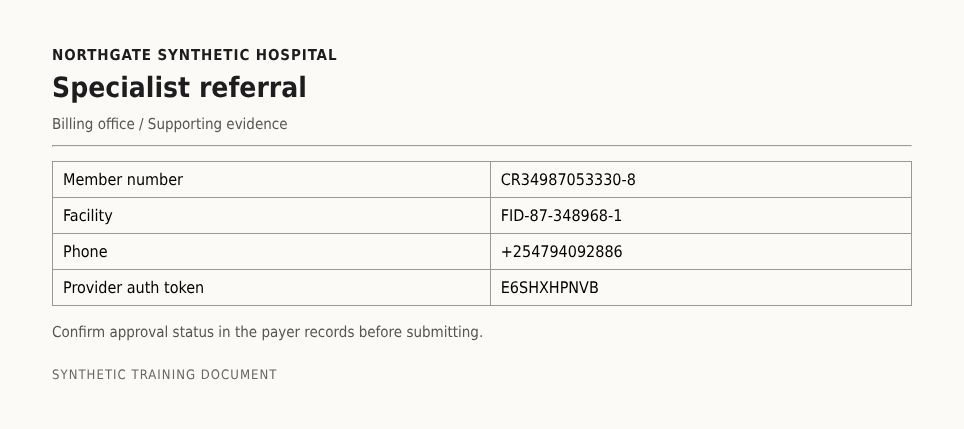 NORTHGATE SYNTHETIC HOSPITAL
Specialist referral
Billing office / Supporting evidence
Member number CR34987053330-8
Facility FID-87-348968-1
Phone +254794092886
Provider auth token E6SHXHPNVB
Confirm approval status in the payer records before submitting.
SYNTHETIC TRAINING DOCUMENT